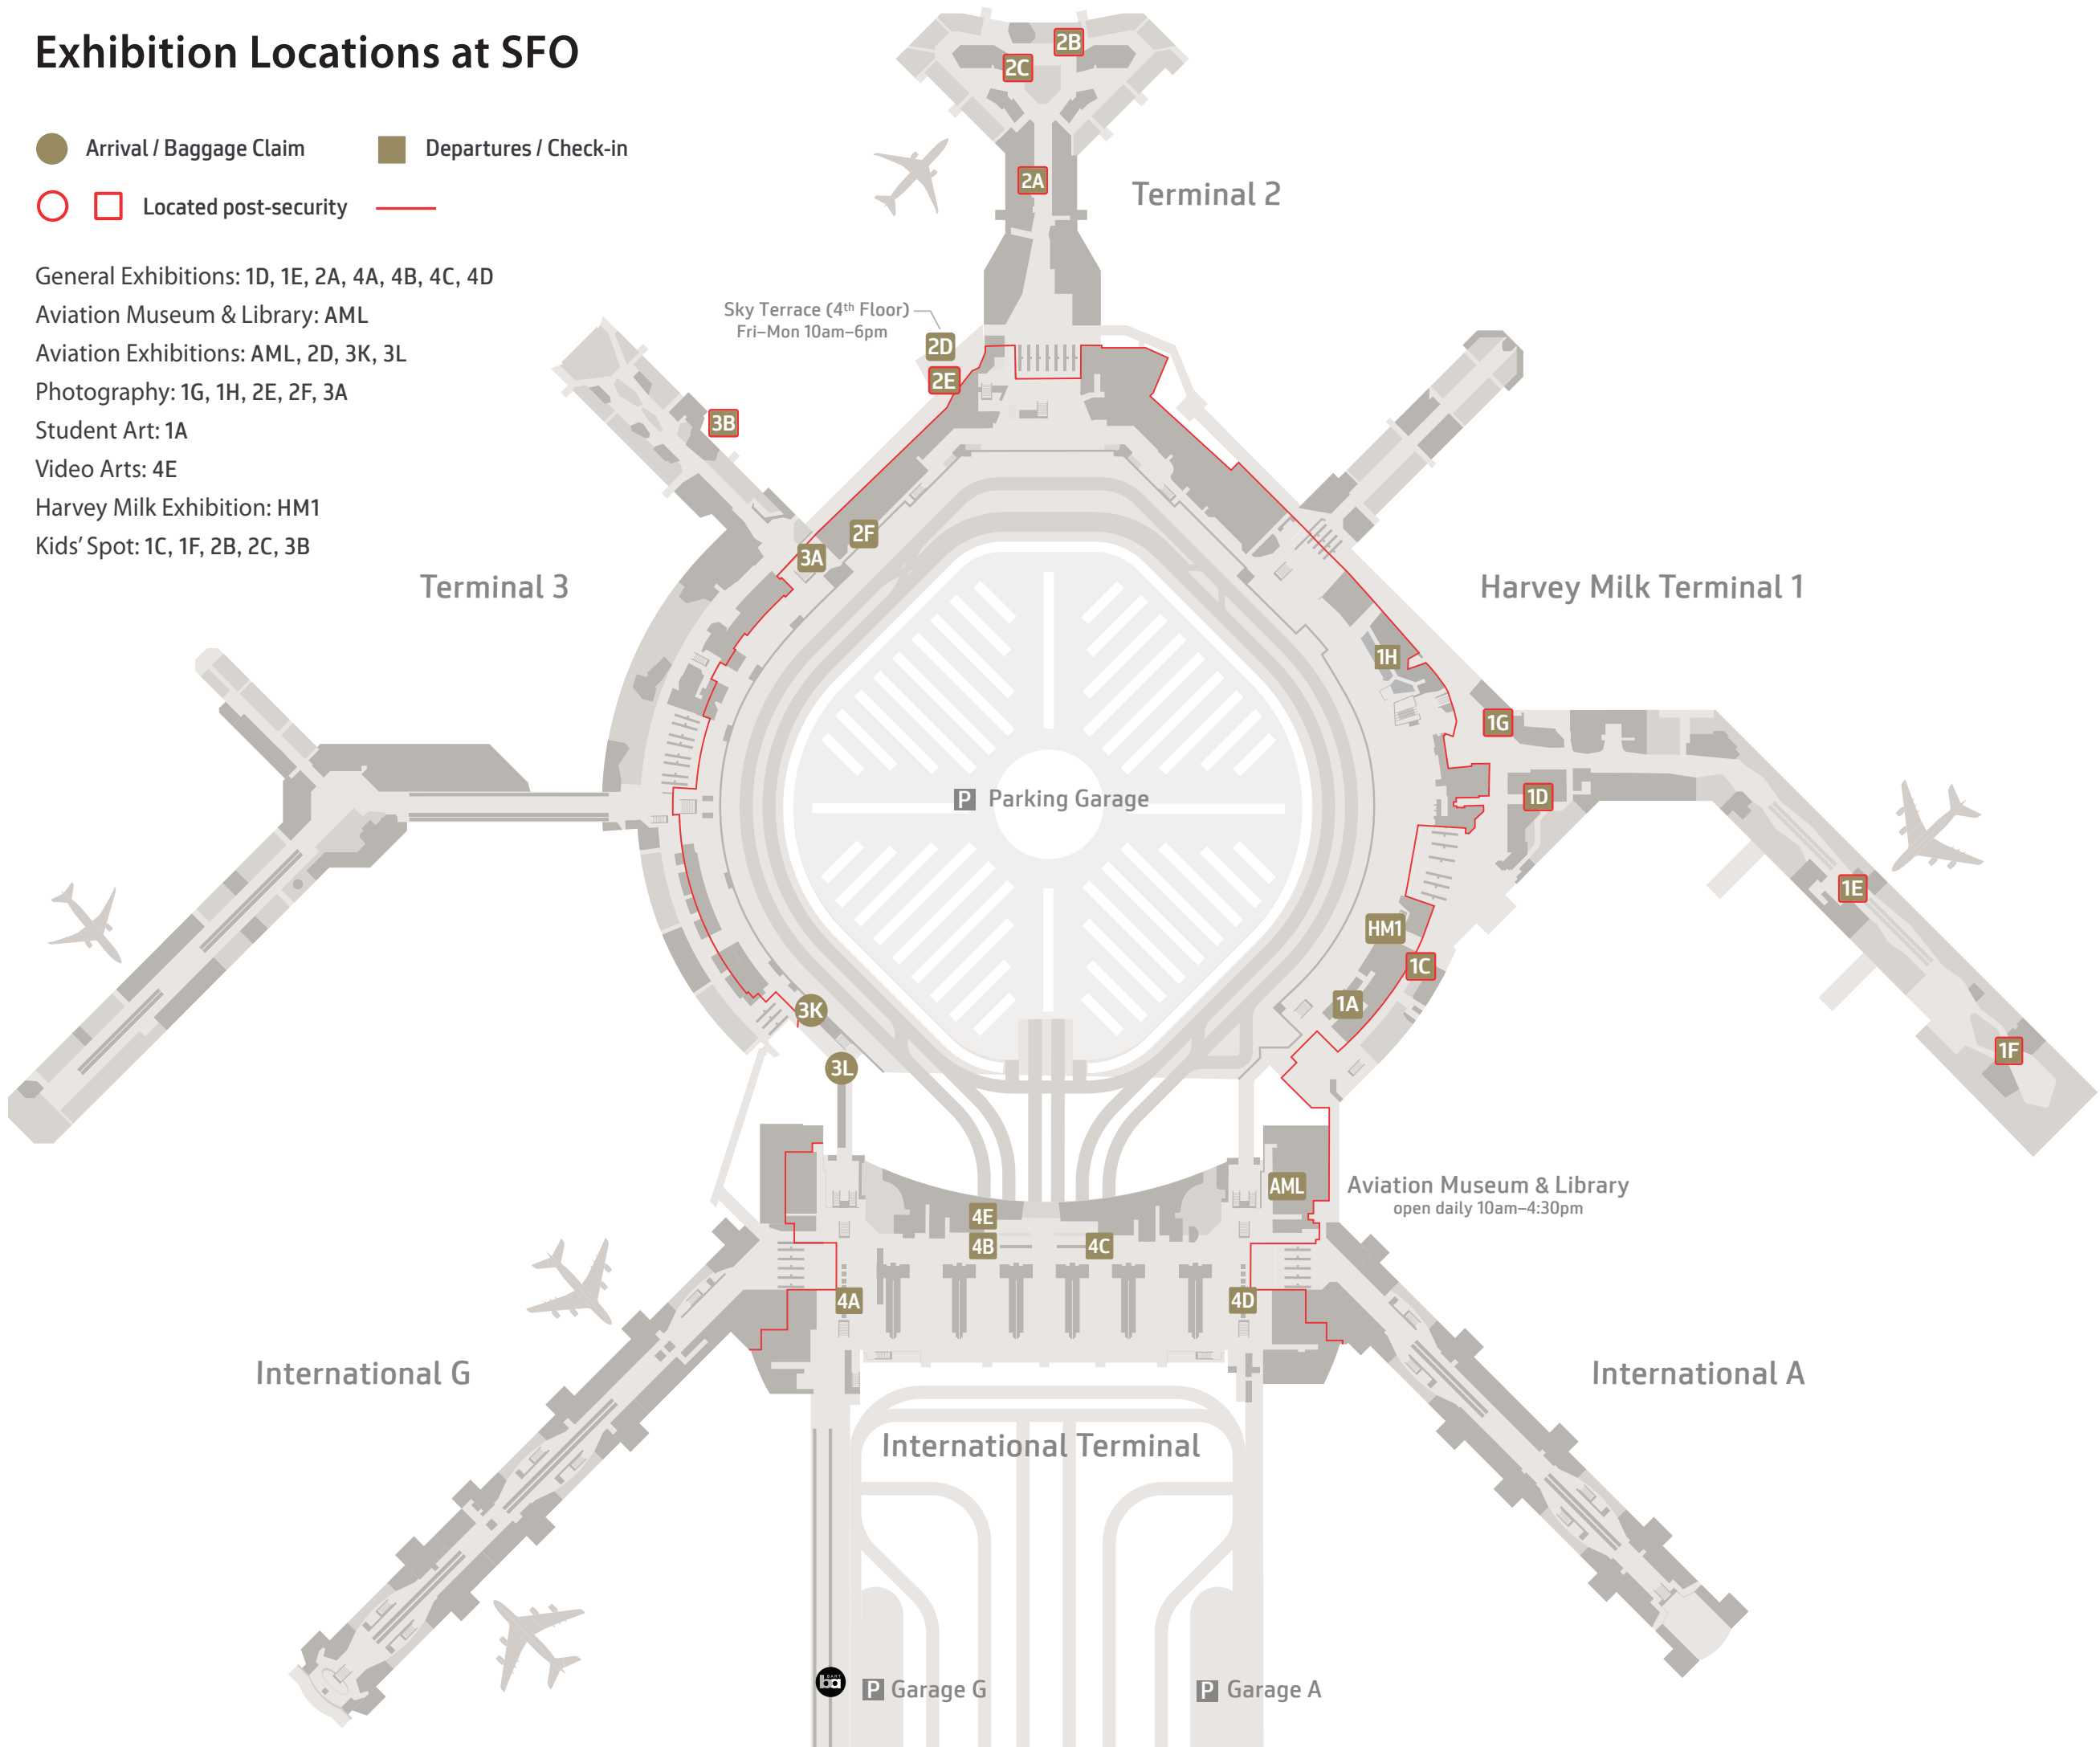 Exhibition Locations at SFO
Arrival / Baggage Claim
Departures / Check-in
Located post-security
General Exhibitions: 1D, 1E, 2A, 4A, 4B, 4C, 4D
Aviation Museum & Library: AML
Aviation Exhibitions: AML, 2D, 3K, 3L
Photography: 1G, 1H, 2E, 2F, 3A
Student Art: 1A
Video Arts: 4E
Harvey Milk Exhibition: HM1
Kids’ Spot: 1C, 1F, 2B, 2C, 3B
2B
2C
2A
Terminal 2
Sky Terrace (4th Floor)
Fri–Mon 10am–6pm
2D
2E
3B
2F
3A
Terminal 3
Harvey Milk Terminal 1
1H
1G
1D
P Parking Garage
1E
HM1
1C
1A
3K
1F
3L
AML
Aviation Museum & Library
open daily 10am–4:30pm
4E
4B
4C
4A
4D
International G
International A
International Terminal
BART
ba
P Garage G
P Garage A